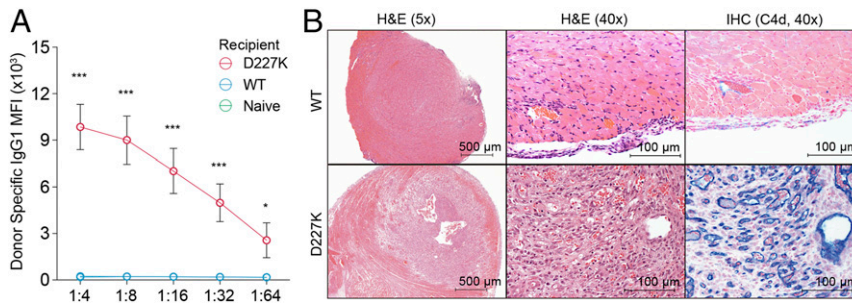 A
Donor Specific IgG1 MFI (x10³)
15
12
9
6
3
0
***
***
***
***
*
Recipient
D227K
WT
Naive
1:4
1:8
1:16
1:32
1:64
B
H&E (5x)
H&E (40x)
IHC (C4d, 40x)
WT
500 µm
100 µm
100 µm
D227K
500 µm
100 µm
100 µm